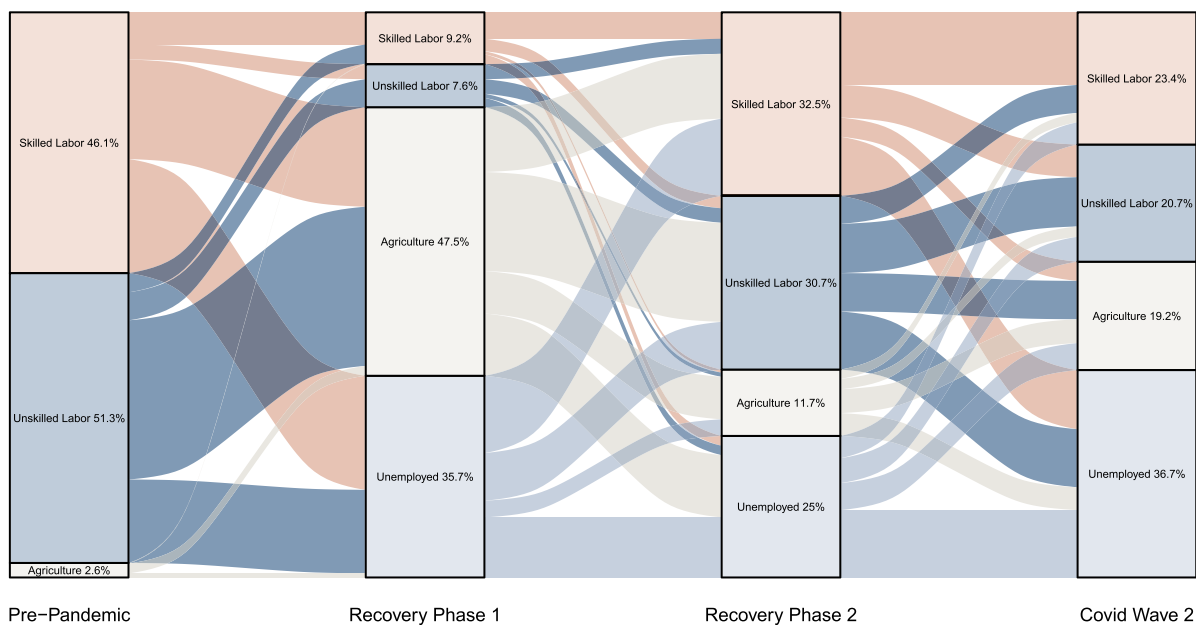 Skilled Labor 46.1%
Unskilled Labor 51.3%
Agriculture 2.6%
Skilled Labor 9.2%
Unskilled Labor 7.6%
Agriculture 47.5%
Unemployed 35.7%
Skilled Labor 32.5%
Unskilled Labor 30.7%
Agriculture 11.7%
Unemployed 25%
Skilled Labor 23.4%
Unskilled Labor 20.7%
Agriculture 19.2%
Unemployed 36.7%
Pre−Pandemic
Recovery Phase 1
Recovery Phase 2
Covid Wave 2